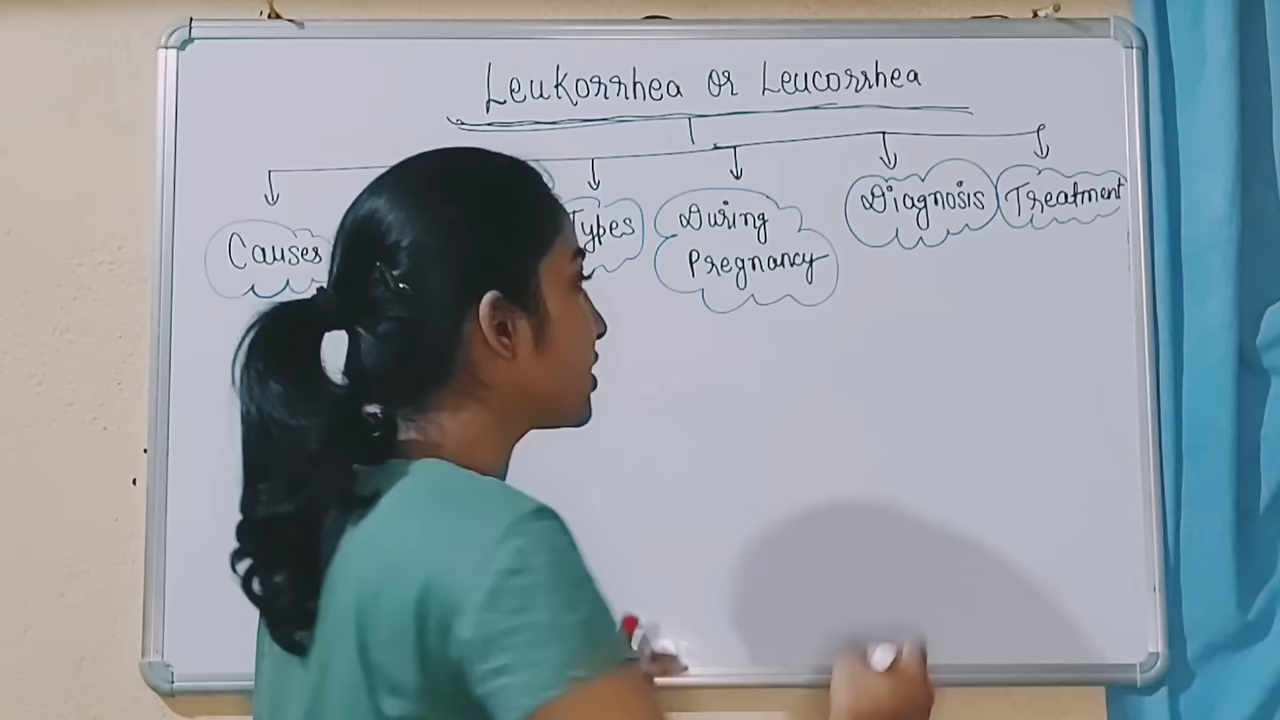 Leukorrhea or Leucorrhea
Causes
Types
During
Pregnancy
Diagnosis
Treatment